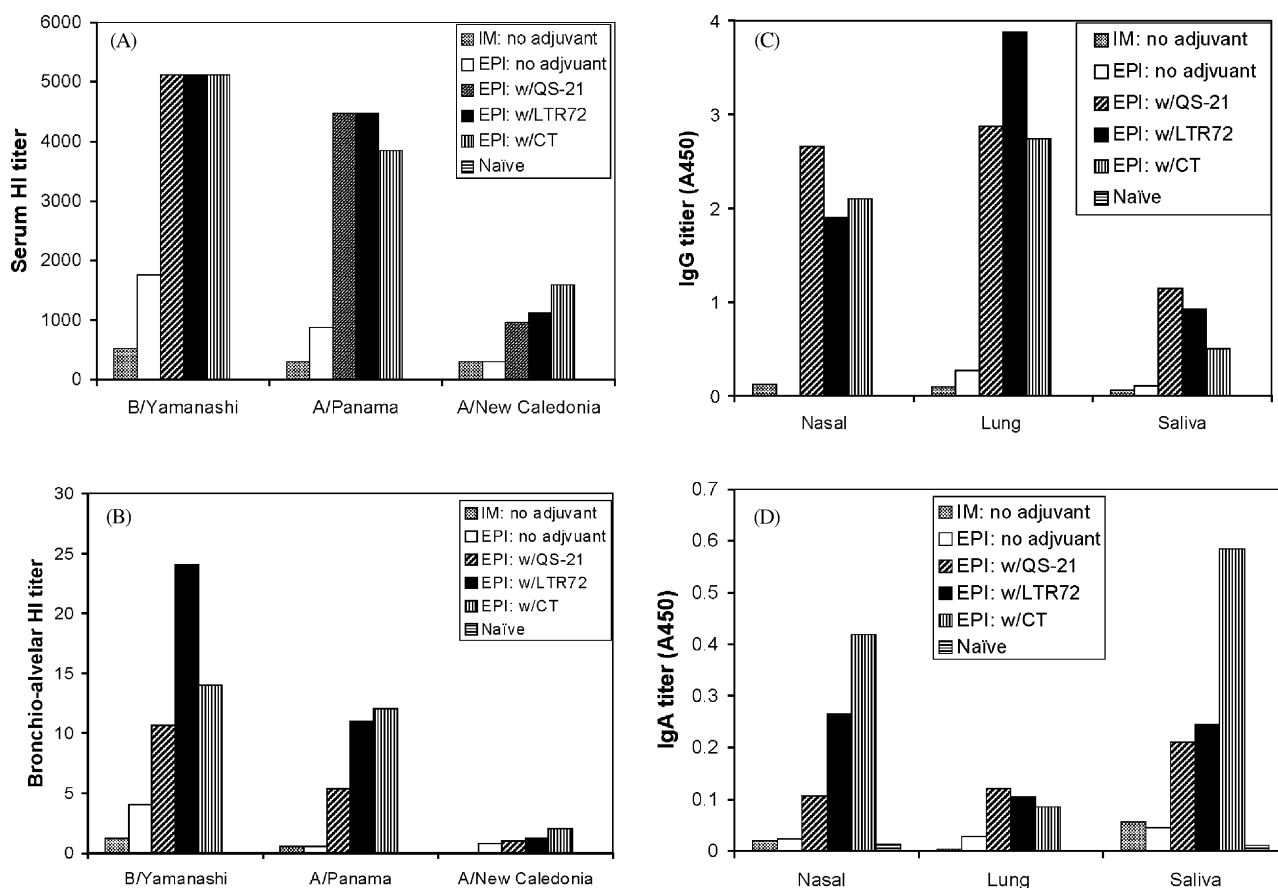 (A)
Serum HI titer
6000
5000
4000
3000
2000
1000
0
IM: no adjuvant
EPI: no adjvuant
EPI: w/QS-21
EPI: w/LTR72
EPI: w/CT
Naïve
B/Yamanashi
A/Panama
A/New Caledonia
(C)
IgG titier (A450)
4
3
2
1
0
IM: no adjuvant
EPI: no adjvuant
EPI: w/QS-21
EPI: w/LTR72
EPI: w/CT
Naïve
Nasal
Lung
Saliva
(B)
Bronchio-alvelar HI titer
30
25
20
15
10
5
0
IM: no adjuvant
EPI: no adjvuant
EPI: w/QS-21
EPI: w/LTR72
EPI: w/CT
Naïve
B/Yamanashi
A/Panama
A/New Caledonia
(D)
IgA titer (A450)
0.7
0.6
0.5
0.4
0.3
0.2
0.1
0
IM: no adjuvant
EPI: no adjvuant
EPI: w/QS-21
EPI: w/LTR72
EPI: w/CT
Naïve
Nasal
Lung
Saliva